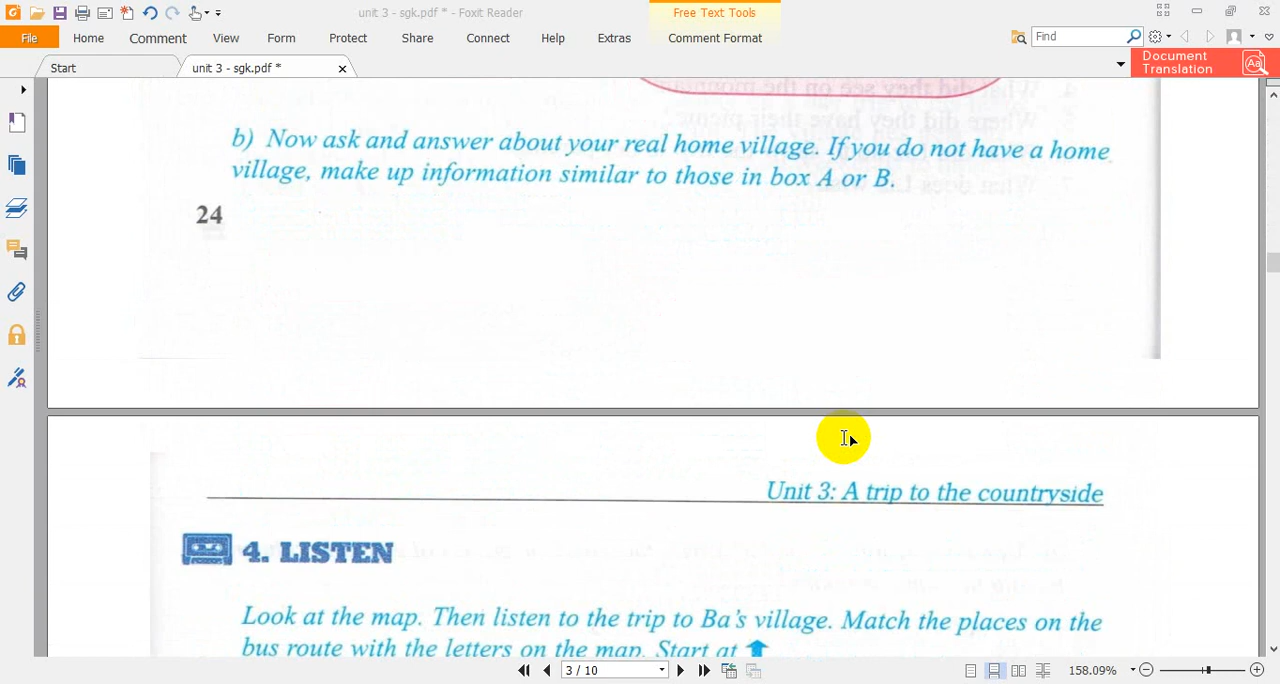 unit 3 - sgk.pdf * - Foxit Reader
Free Text Tools
File
Home
Comment
View
Form
Protect
Share
Connect
Help
Extras
Comment Format
Find
Start
unit 3 - sgk.pdf *
Document
Translation
Aa
b) Now ask and answer about your real home village. If you do not have a home
village, make up information similar to those in box A or B.
24
Unit 3: A trip to the countryside
4. LISTEN
Look at the map. Then listen to the trip to Ba's village. Match the places on the
bus route with the letters on the map. Start at
3 / 10
158.09%